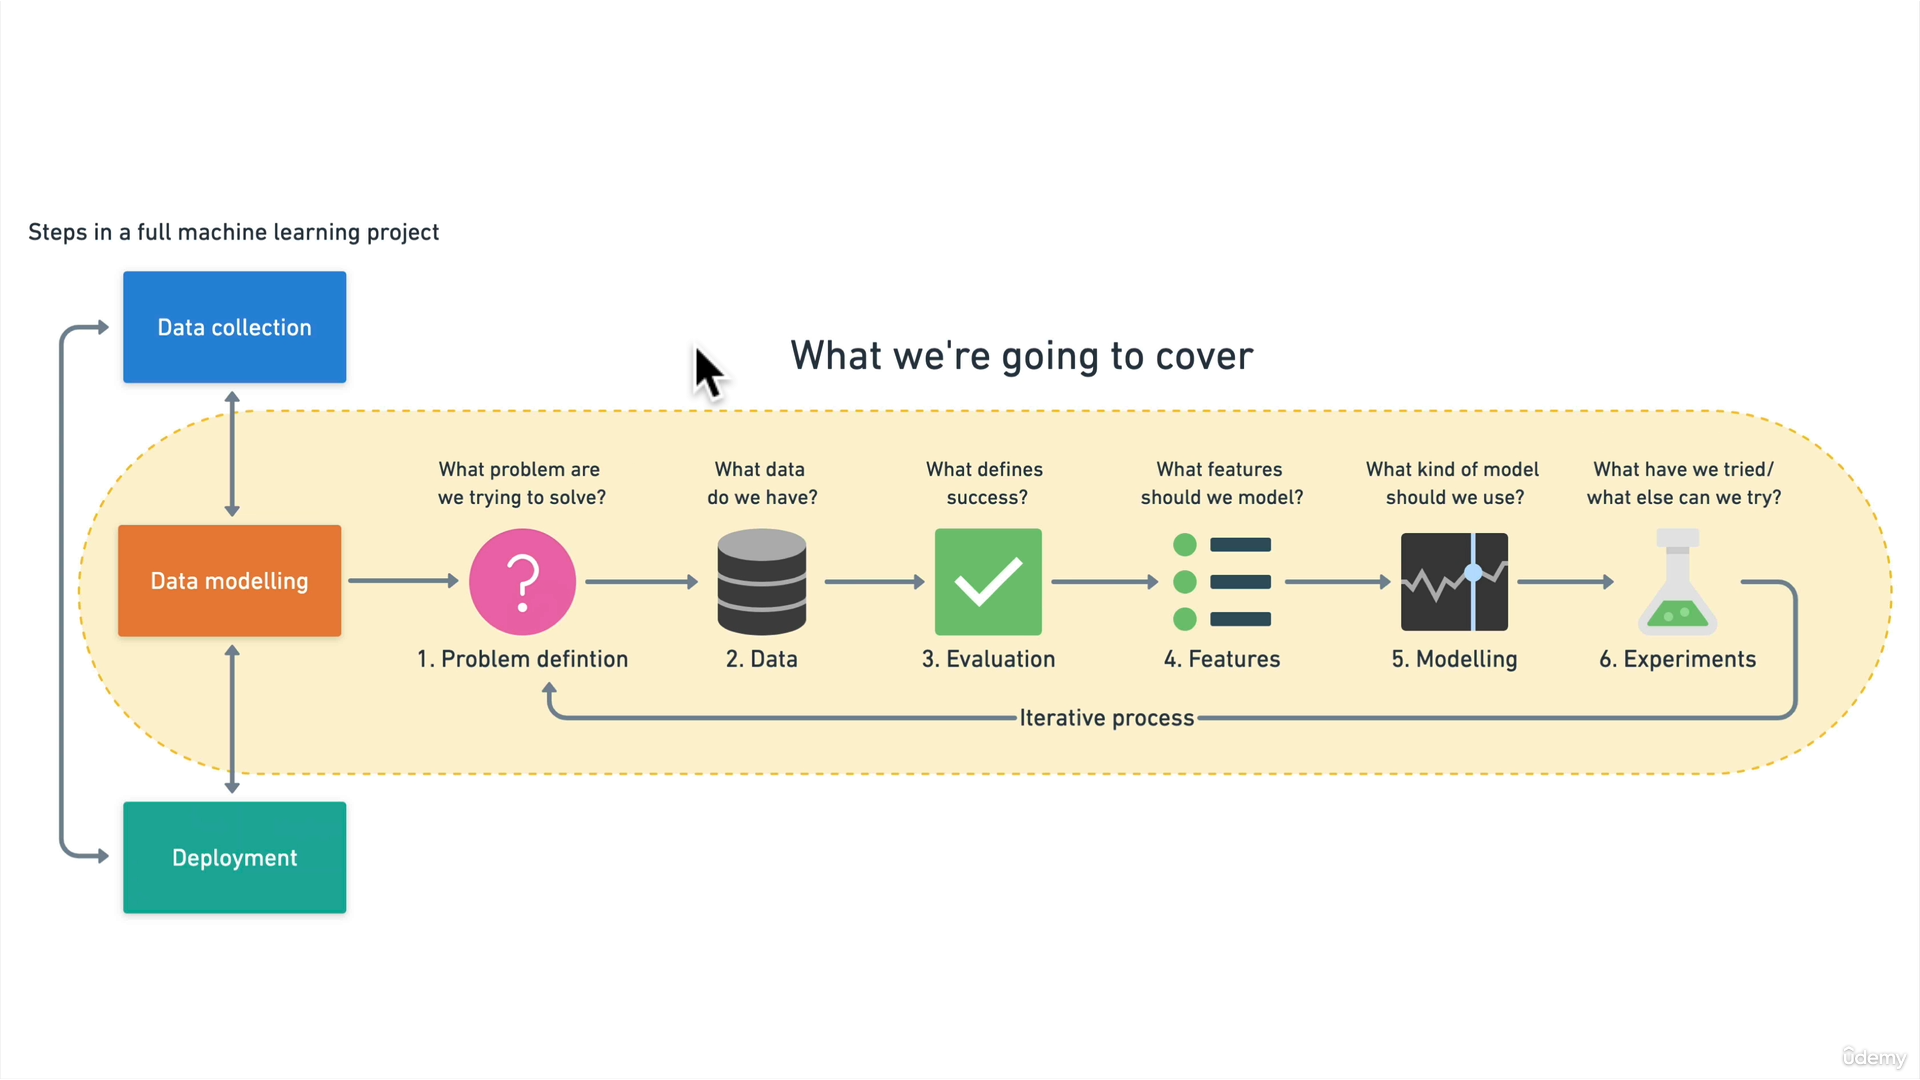 Steps in a full machine learning project
Data collection
What we're going to cover
What problem are
we trying to solve?
What data
do we have?
What defines
success?
What features
should we model?
What kind of model
should we use?
What have we tried/
what else can we try?
Data modelling
?
1. Problem defintion
2. Data
3. Evaluation
4. Features
5. Modelling
6. Experiments
Iterative process
Deployment
ûdemy